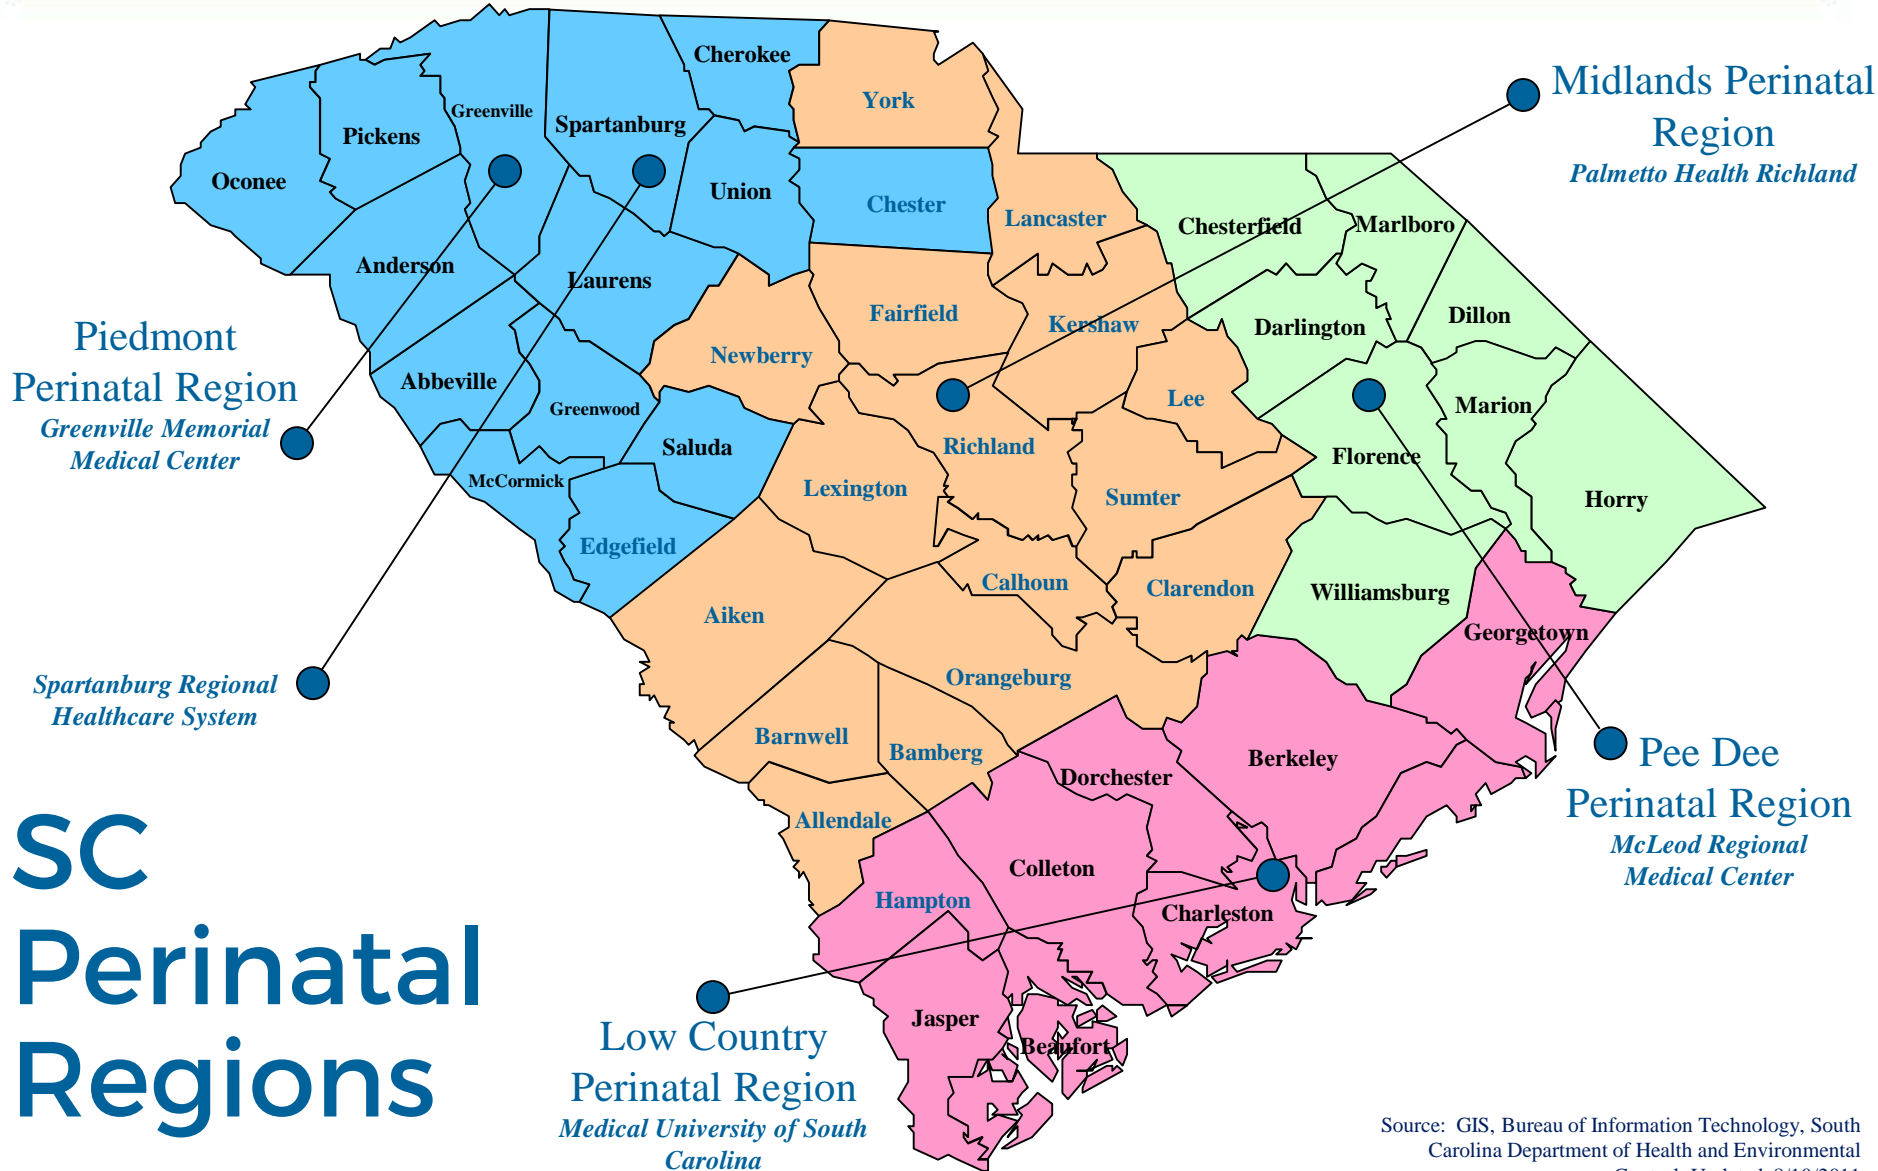 Cherokee
York
Greenville
Spartanburg
Pickens
Oconee
Union
Chester
Lancaster
Chesterfield
Marlboro
Midlands Perinatal
Region
Palmetto Health Richland
Anderson
Laurens
Fairfield
Kershaw
Darlington
Dillon
Newberry
Abbeville
Greenwood
Lee
Marion
Piedmont
Perinatal Region
Greenville Memorial
Medical Center
Saluda
Richland
Florence
McCormick
Lexington
Sumter
Horry
Edgefield
Calhoun
Clarendon
Williamsburg
Aiken
Georgetown
Orangeburg
Spartanburg Regional
Healthcare System
Barnwell
Bamberg
Dorchester
Berkeley
Pee Dee
Perinatal Region
McLeod Regional
Medical Center
Allendale
Colleton
Hampton
Charleston
Jasper
Beaufort
Low Country
Perinatal Region
Medical University of South
Carolina
SC
Perinatal
Regions
Source: GIS, Bureau of Information Technology, South
Carolina Department of Health and Environmental